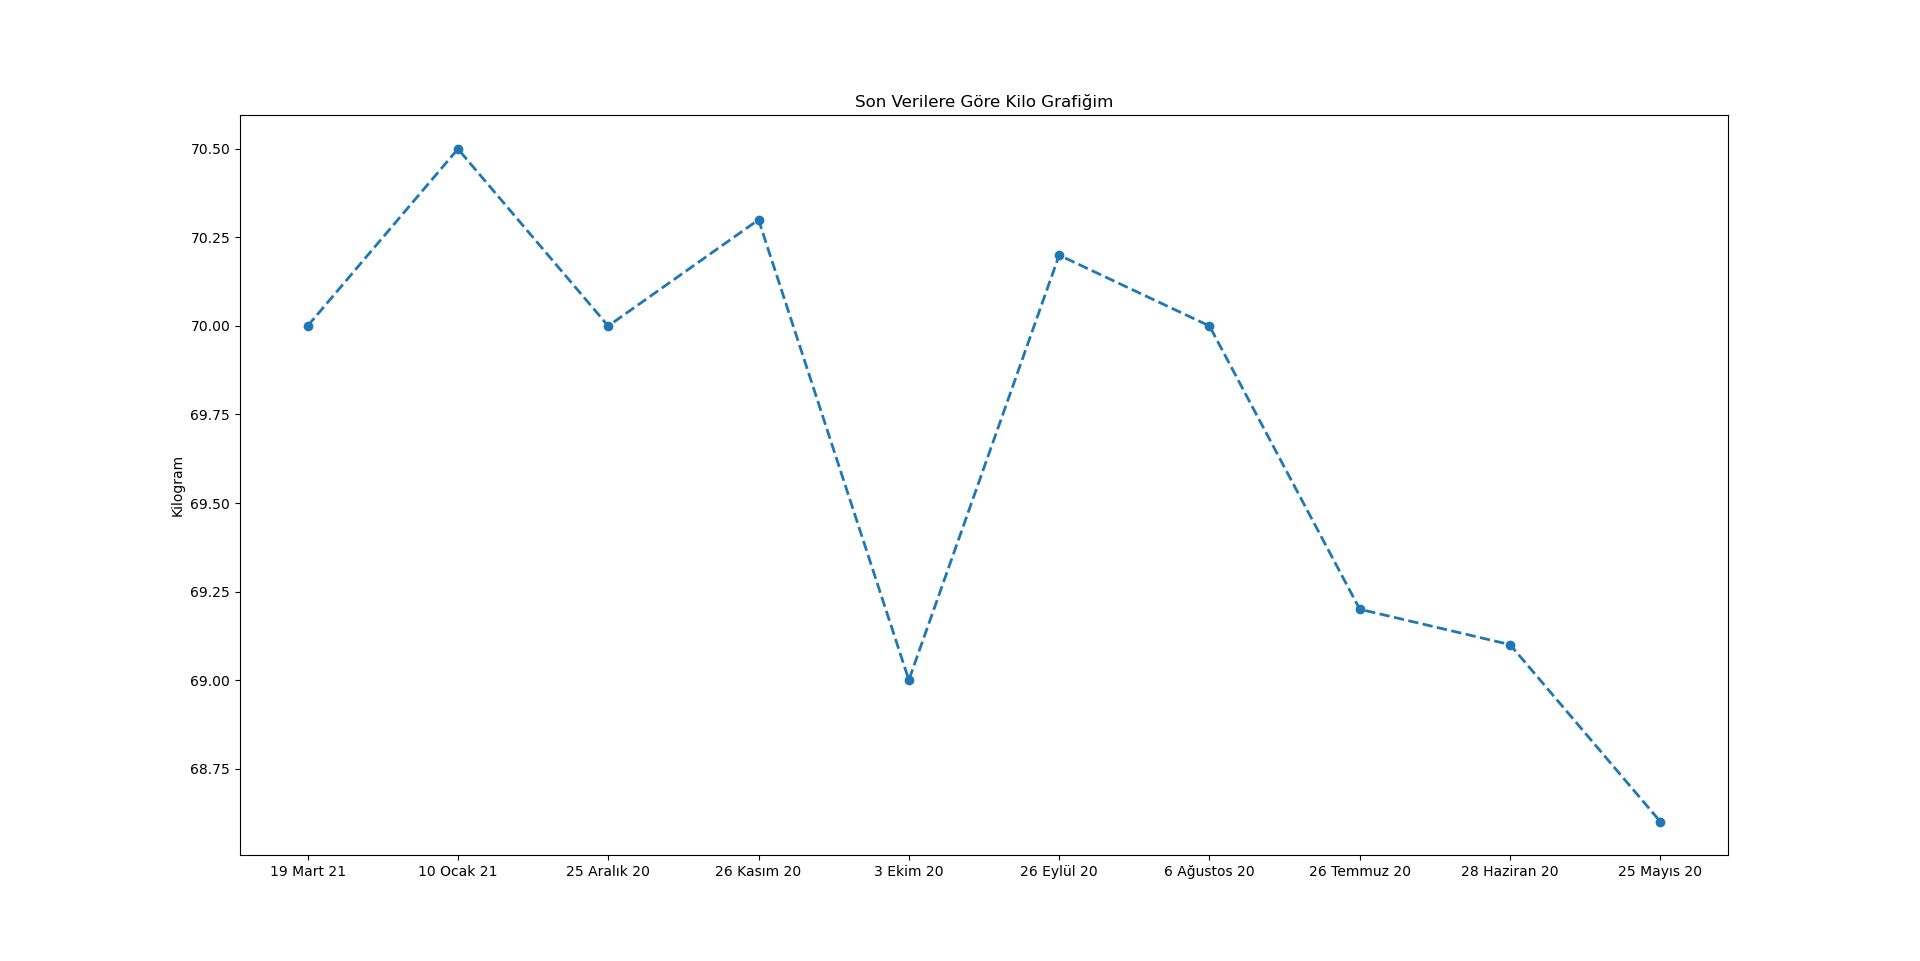 Son Verilere Göre Kilo Grafiğim
Kilogram
70.50
70.25
70.00
69.75
69.50
69.25
69.00
68.75
19 Mart 21 10 Ocak 21 25 Aralık 20 26 Kasım 20 3 Ekim 20 26 Eylül 20 6 Ağustos 20 26 Temmuz 20 28 Haziran 20 25 Mayıs 20